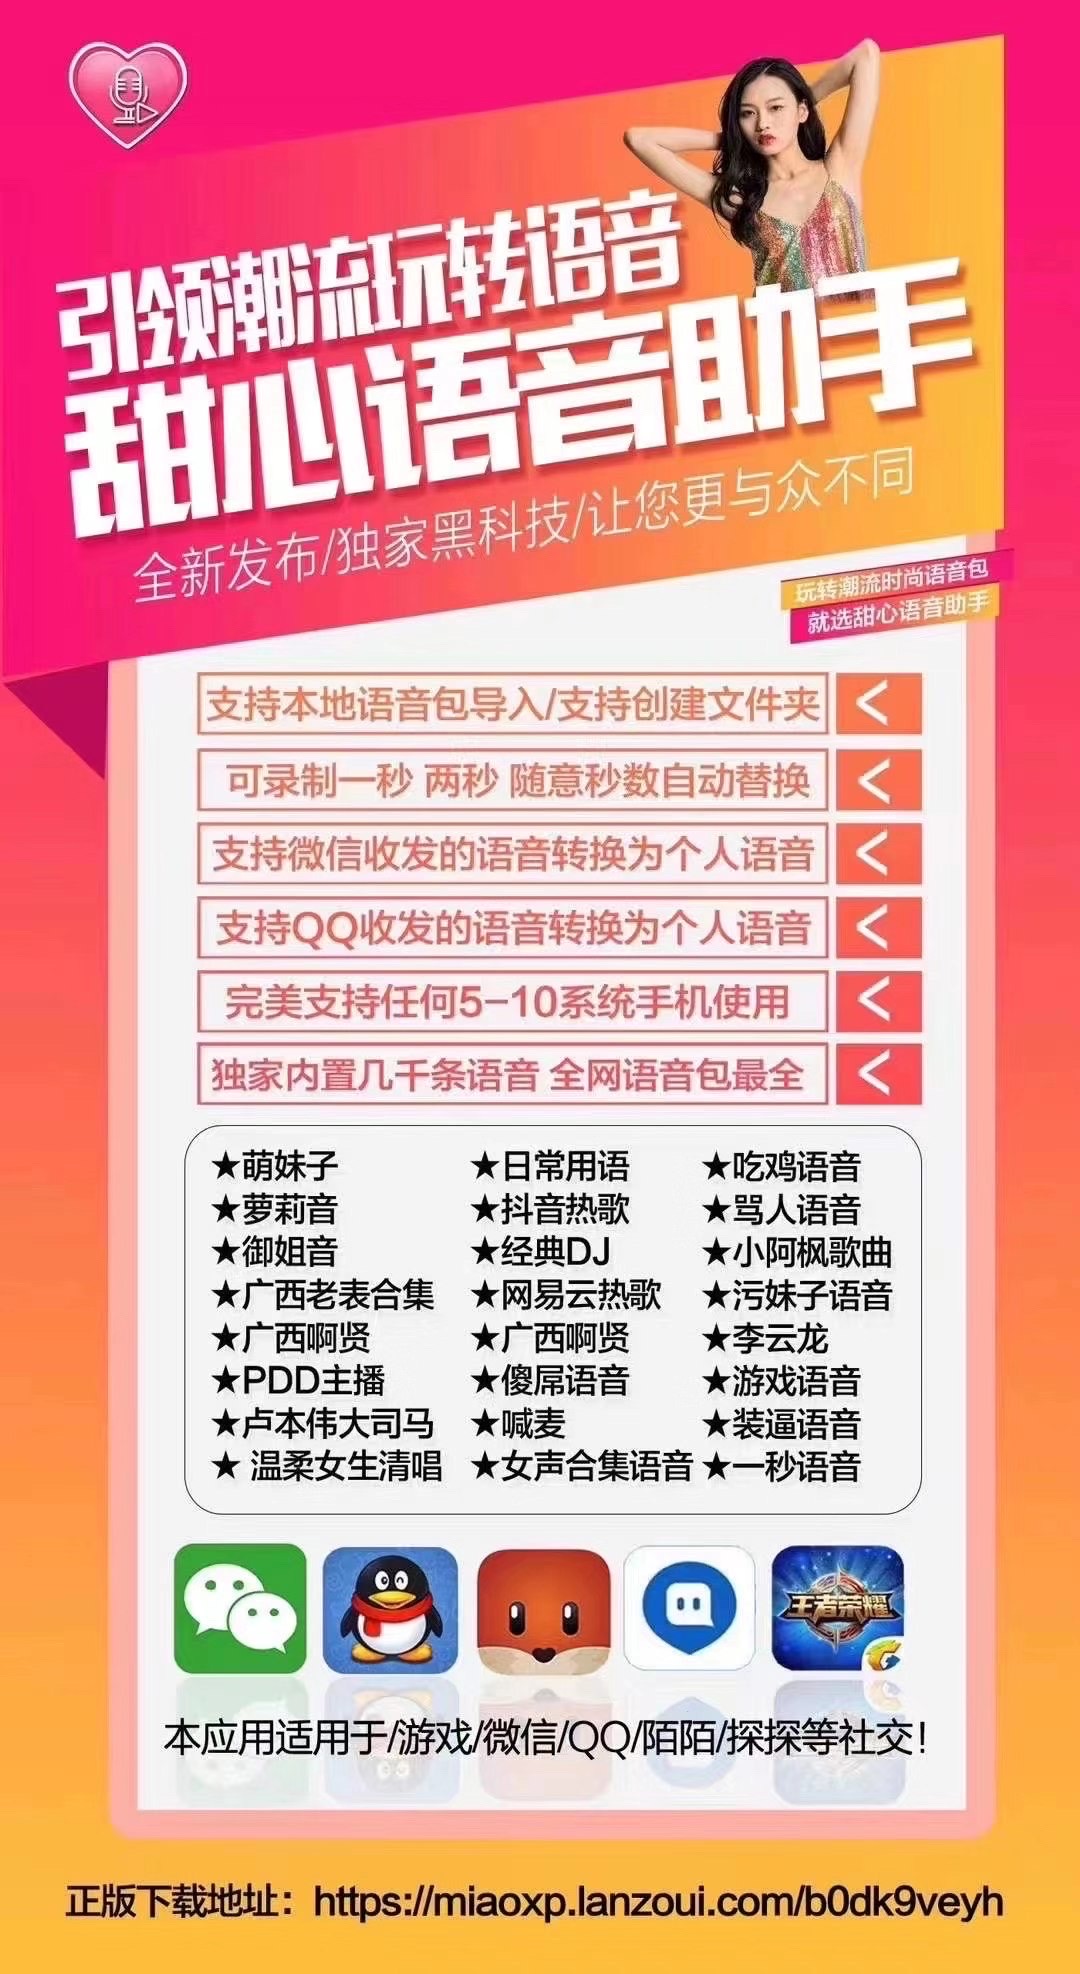 引领潮流玩转语音
甜心语音助手
全新发布/独家黑科技/让您更与众不同
玩转潮流时尚语音包
就选甜心语音助手
支持本地语音包导入/支持创建文件夹
可录制一秒 两秒 随意秒数自动替换
支持微信收发的语音转换为个人语音
支持QQ收发的语音转换为个人语音
完美支持任何5-10系统手机使用
独家内置几千条语音 全网语音包最全
★萌妹子 ★日常用语 ★吃鸡语音
★萝莉音 ★抖音热歌 ★骂人语音
★御姐音 ★经典DJ ★小阿枫歌曲
★广西老表合集 ★网易云热歌 ★污妹子语音
★广西啊贤 ★广西啊贤 ★李云龙
★PDD主播 ★傻屌语音 ★游戏语音
★卢本伟大司马 ★喊麦 ★装逼语音
★ 温柔女生清唱 ★女声合集语音 ★一秒语音
王者荣耀
本应用适用于/游戏/微信/QQ/陌陌/探探等社交！
正版下载地址：https://miaoxp.lanzoui.com/b0dk9veyh